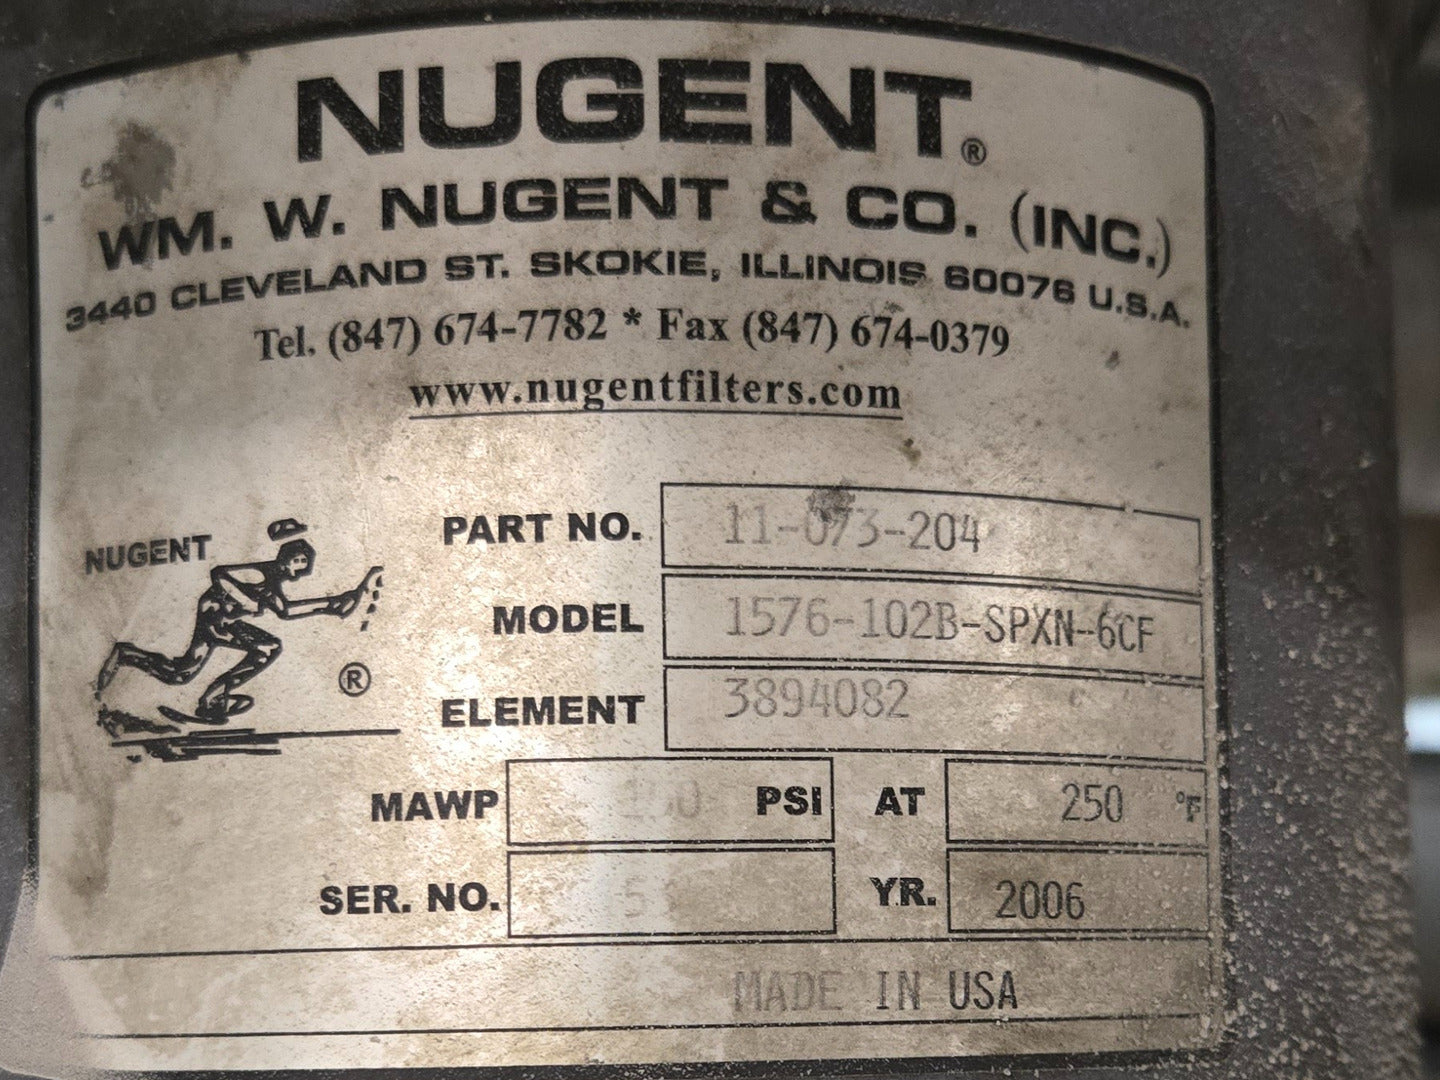 NUGENT®
WM. W. NUGENT & CO. (INC.)
3440 CLEVELAND ST. SKOKIE, ILLINOIS 60076 U.S.A.
Tel. (847) 674-7782 * Fax (847) 674-0379
www.nugentfilters.com
NUGENT
®
PART NO. 11-073-204
MODEL 1576-102B-SPXN-6CF
ELEMENT 3894082
MAWP PSI AT 250 °F
SER. NO. YR. 2006
MADE IN USA